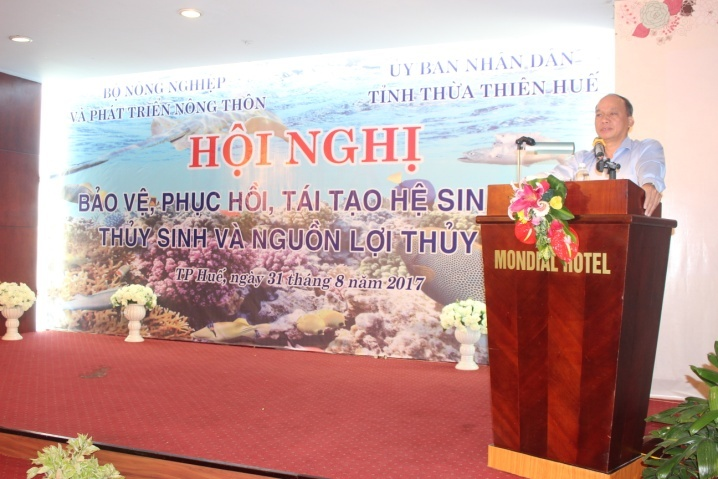 BỘ NÔNG NGHIỆP
VÀ PHÁT TRIỂN NÔNG THÔN
ỦY BAN NHÂN DÂN
TỈNH THỪA THIÊN HUẾ
HỘI NGHỊ
BẢO VỆ, PHỤC HỒI, TÁI TẠO HỆ SIN
THỦY SINH VÀ NGUỒN LỢI THỦY
TP Huế, ngày 31 tháng 8 năm 2017
MONDIAL HOTEL